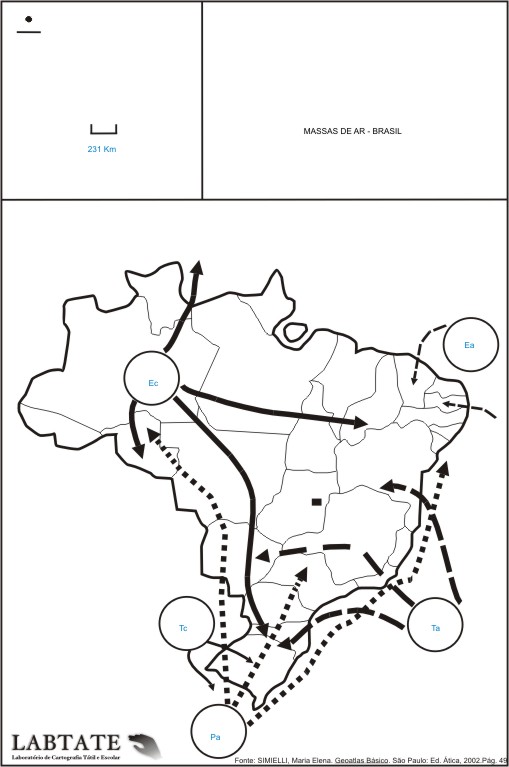 231 Km
MASSAS DE AR - BRASIL
Ea
Ec
Tc
Ta
Pa
LABTATE
Laboratório de Cartografia Tátil e Escolar
Fonte: SIMIELLI, Maria Elena. Geoatlas Básico. São Paulo: Ed. Ática, 2002.Pág. 49